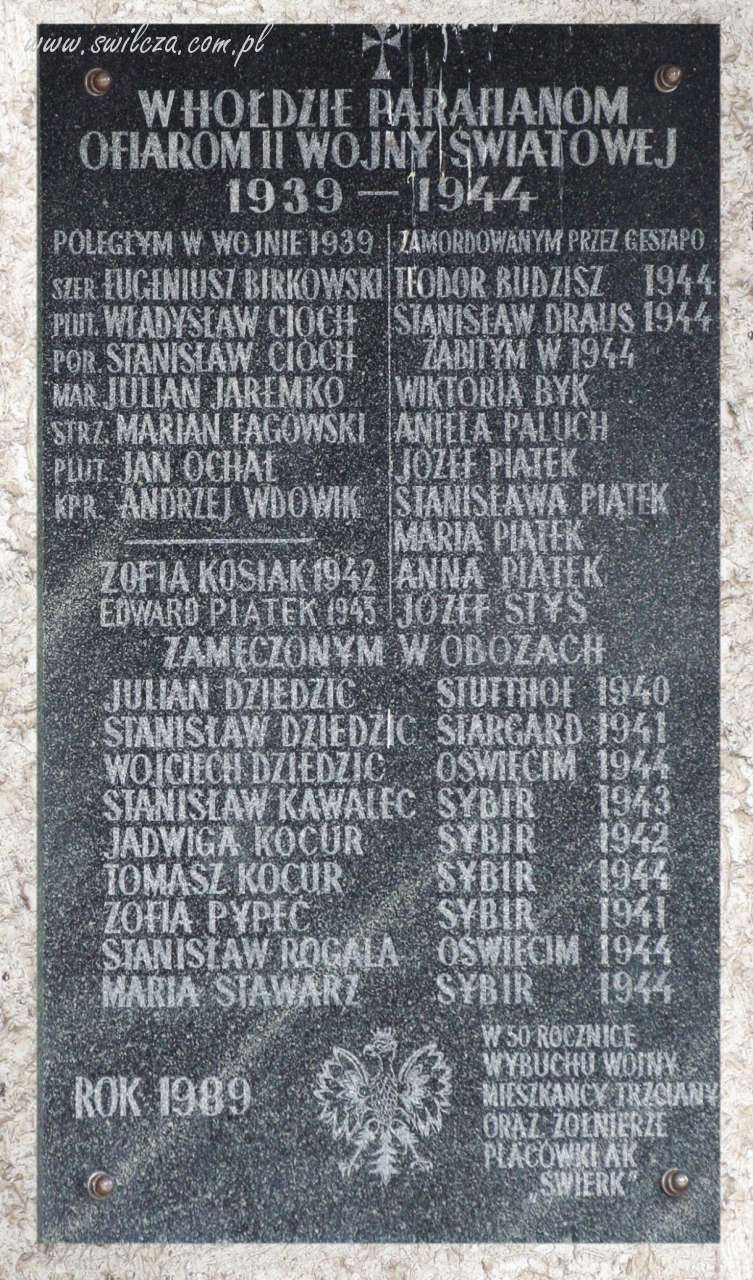 www.swilcza.com.pl
W HOŁDZIE PARAFIANOM
OFIAROM II WOJNY ŚWIATOWEJ
1939 — 1944
POLEGŁYM W WOJNIE 1939
SZER. EUGENIUSZ BIRKOWSKI
PLUT. WŁADYSŁAW CIOCH
POR. STANISŁAW CIOCH
MAR. JULIAN JAREMKO
STRZ. MARIAN ŁAGOWSKI
PLUT. JAN OCHAŁ
KPR. ANDRZEJ WDOWIK
ZOFIA KOSIAK 1942
EDWARD PIĄTEK 1943
ZAMORDOWANYM PRZEZ GESTAPO
TEODOR BUDZISZ 1944
STANISŁAW DRAUS 1944
ZABITYM W 1944
WIKTORIA BYK
ANIELA PALUCH
JÓZEF PIĄTEK
STANISŁAWA PIĄTEK
MARIA PIĄTEK
ANNA PIĄTEK
JÓZEF STYŚ
ZAMĘCZONYM W OBOZACH
JULIAN DZIEDZIC STUTTHOF 1940
STANISŁAW DZIEDZIC STARGARD 1941
WOJCIECH DZIEDZIC OŚWIĘCIM 1944
STANISŁAW KAWALEC SYBIR 1943
JADWIGA KOCUR SYBIR 1942
TOMASZ KOCUR SYBIR 1944
ZOFIA PYPEĆ SYBIR 1941
STANISŁAW ROGALA OŚWIĘCIM 1944
MARIA STAWARZ SYBIR 1944
ROK 1989
W 50 ROCZNICĘ
WYBUCHU WOJNY
MIESZKAŃCY TRZCIANY
ORAZ ŻOŁNIERZE
PLACÓWKI AK
„ŚWIERK"